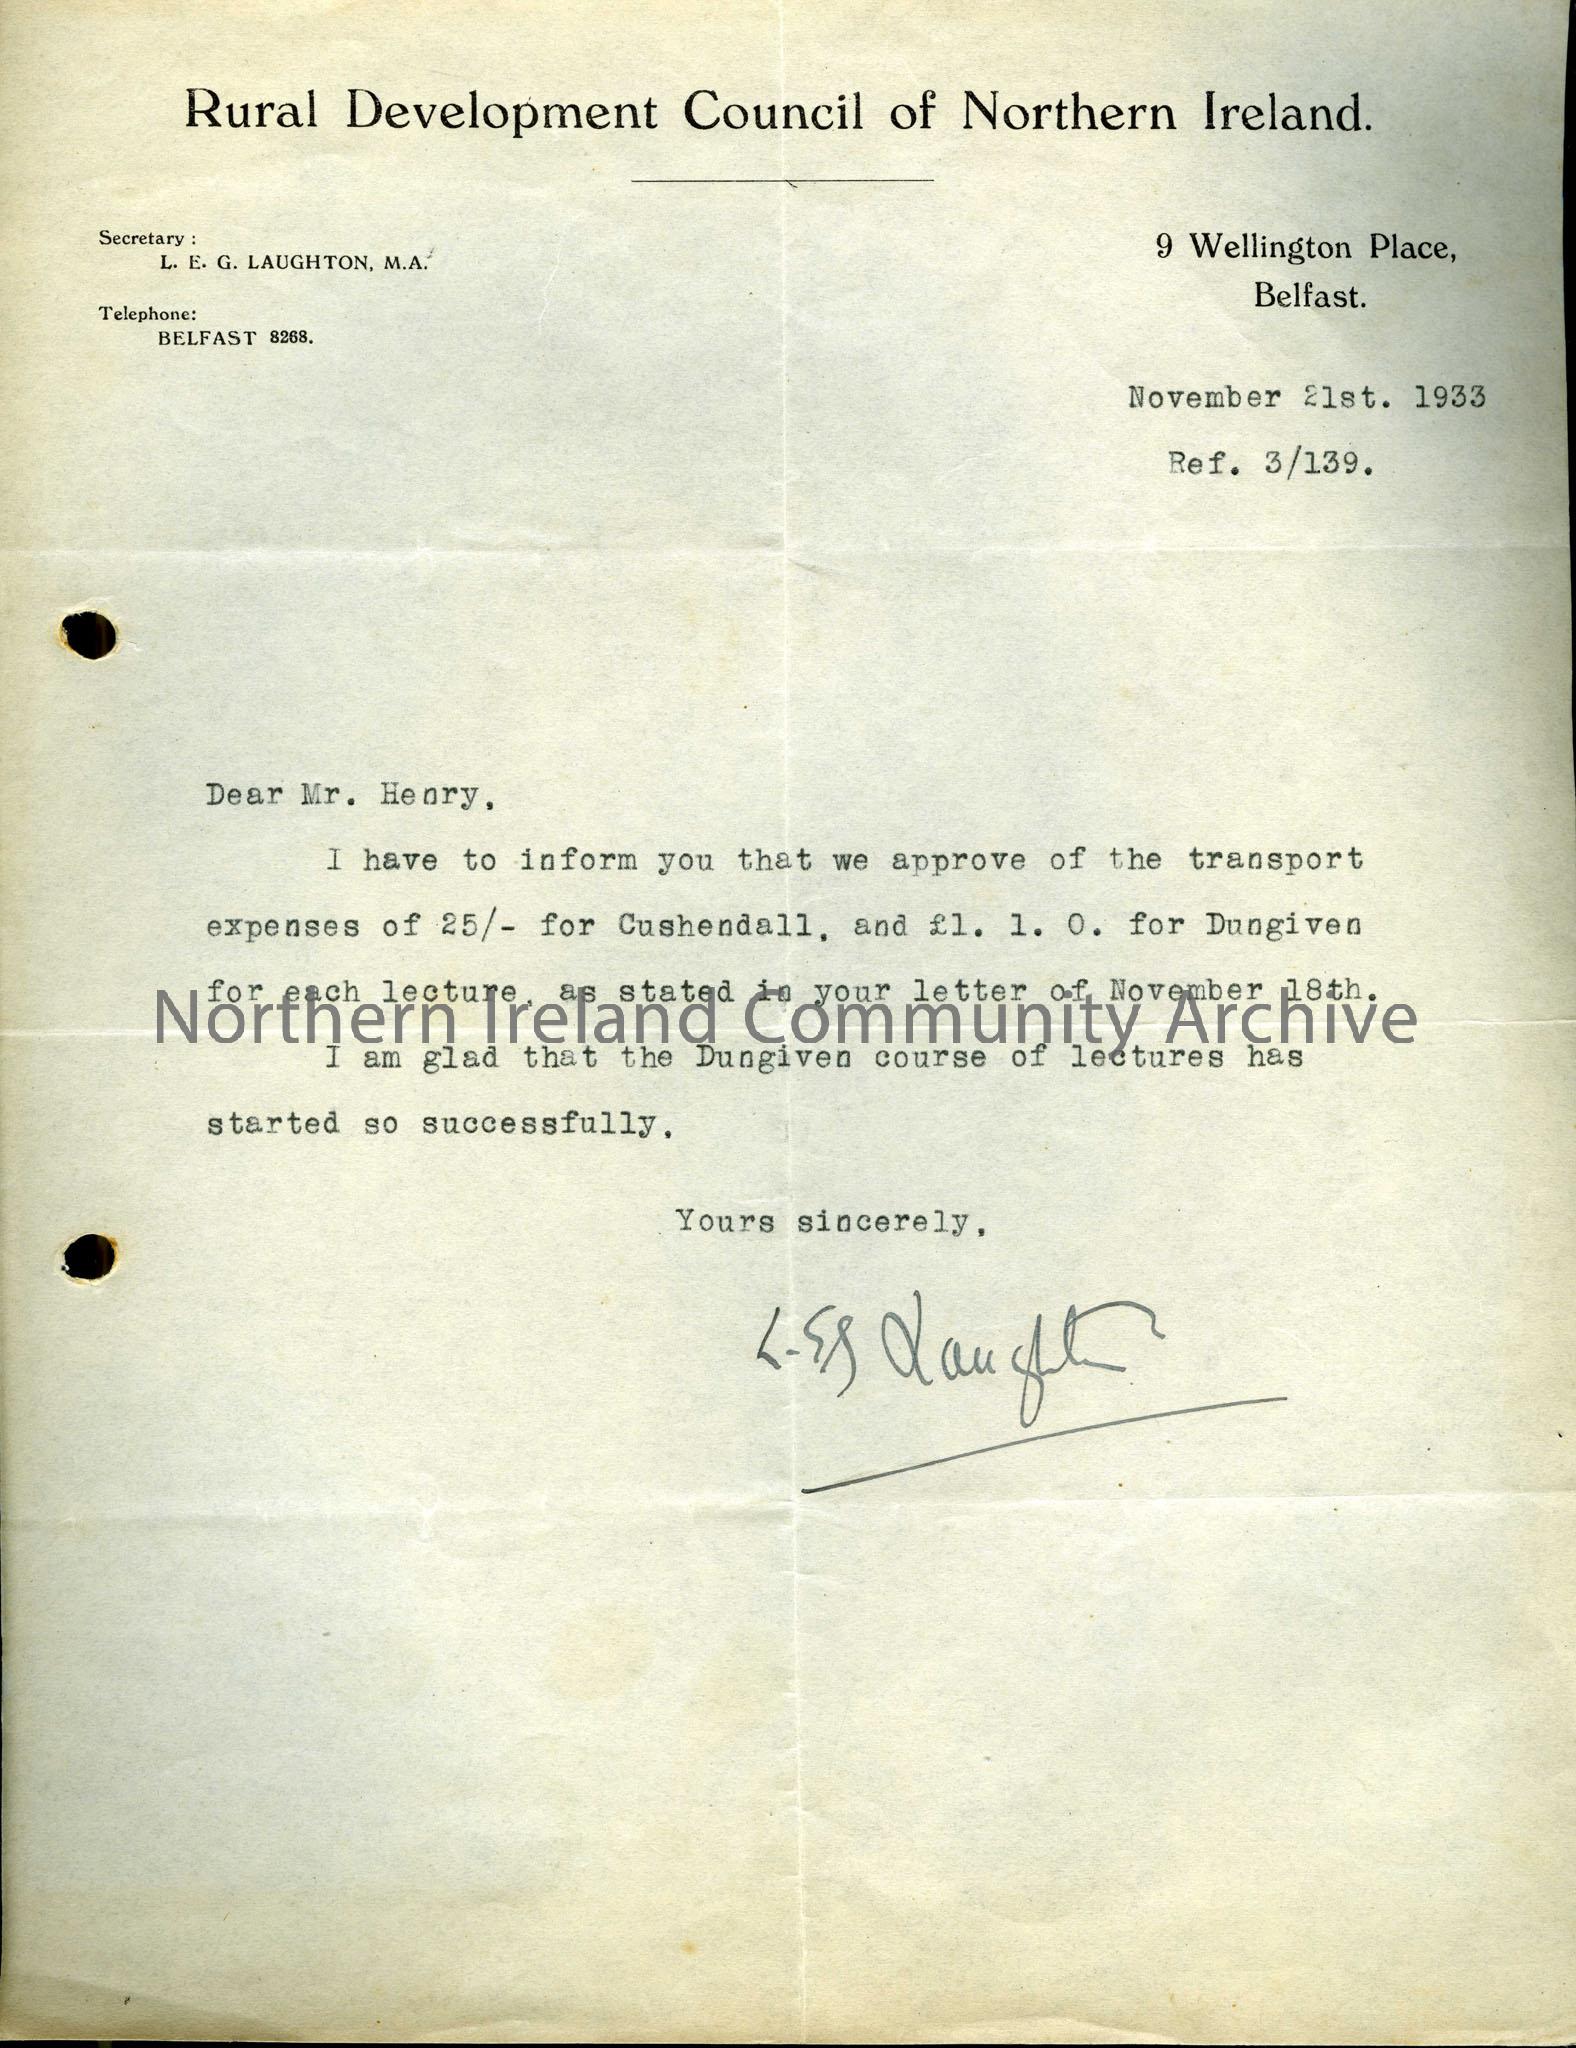 Rural Development Council of Northern Ireland.
Secretary :
L. E. G. LAUGHTON, M.A.
Telephone:
BELFAST 8268.
9 Wellington Place,
Belfast.
November 21st. 1933
Ref. 3/139.
Dear Mr. Henry,
I have to inform you that we approve of the transport
expenses of 25/- for Cushendall, and £1. 1. 0. for Dungiven
for each lecture, as stated in your letter of November 18th.
Northern Ireland Community Archive
I am glad that the Dungiven course of lectures has
started so successfully.
Yours sincerely,
L. E G Laughton